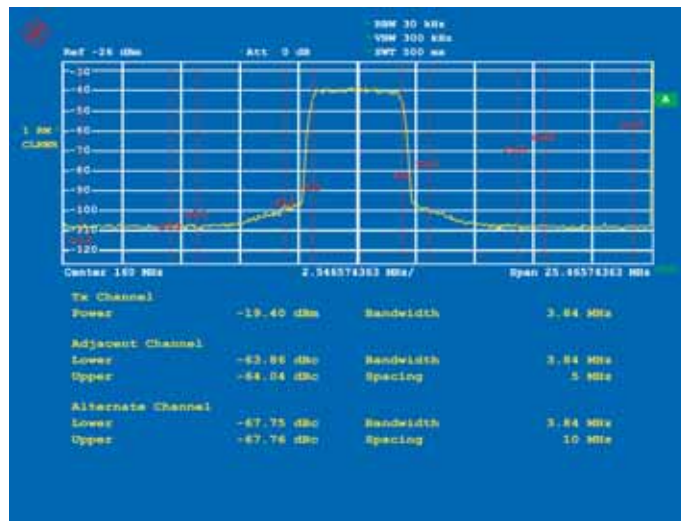 RBW 30 kHz
VBW 300 kHz
Ref -26 dBm Att 0 dB SWT 500 ms
-30
-40
-50
A
-60
1 RM
CLRWR
-70
-80
-90
-100
-110
-120
Center 160 MHz 2.546574363 MHz/ Span 25.46574363 MHz
Tx Channel
Power -19.40 dBm Bandwidth 3.84 MHz
Adjacent Channel
Lower -63.86 dBc Bandwidth 3.84 MHz
Upper -64.04 dBc Spacing 5 MHz
Alternate Channel
Lower -67.75 dBc Bandwidth 3.84 MHz
Upper -67.76 dBc Spacing 10 MHz